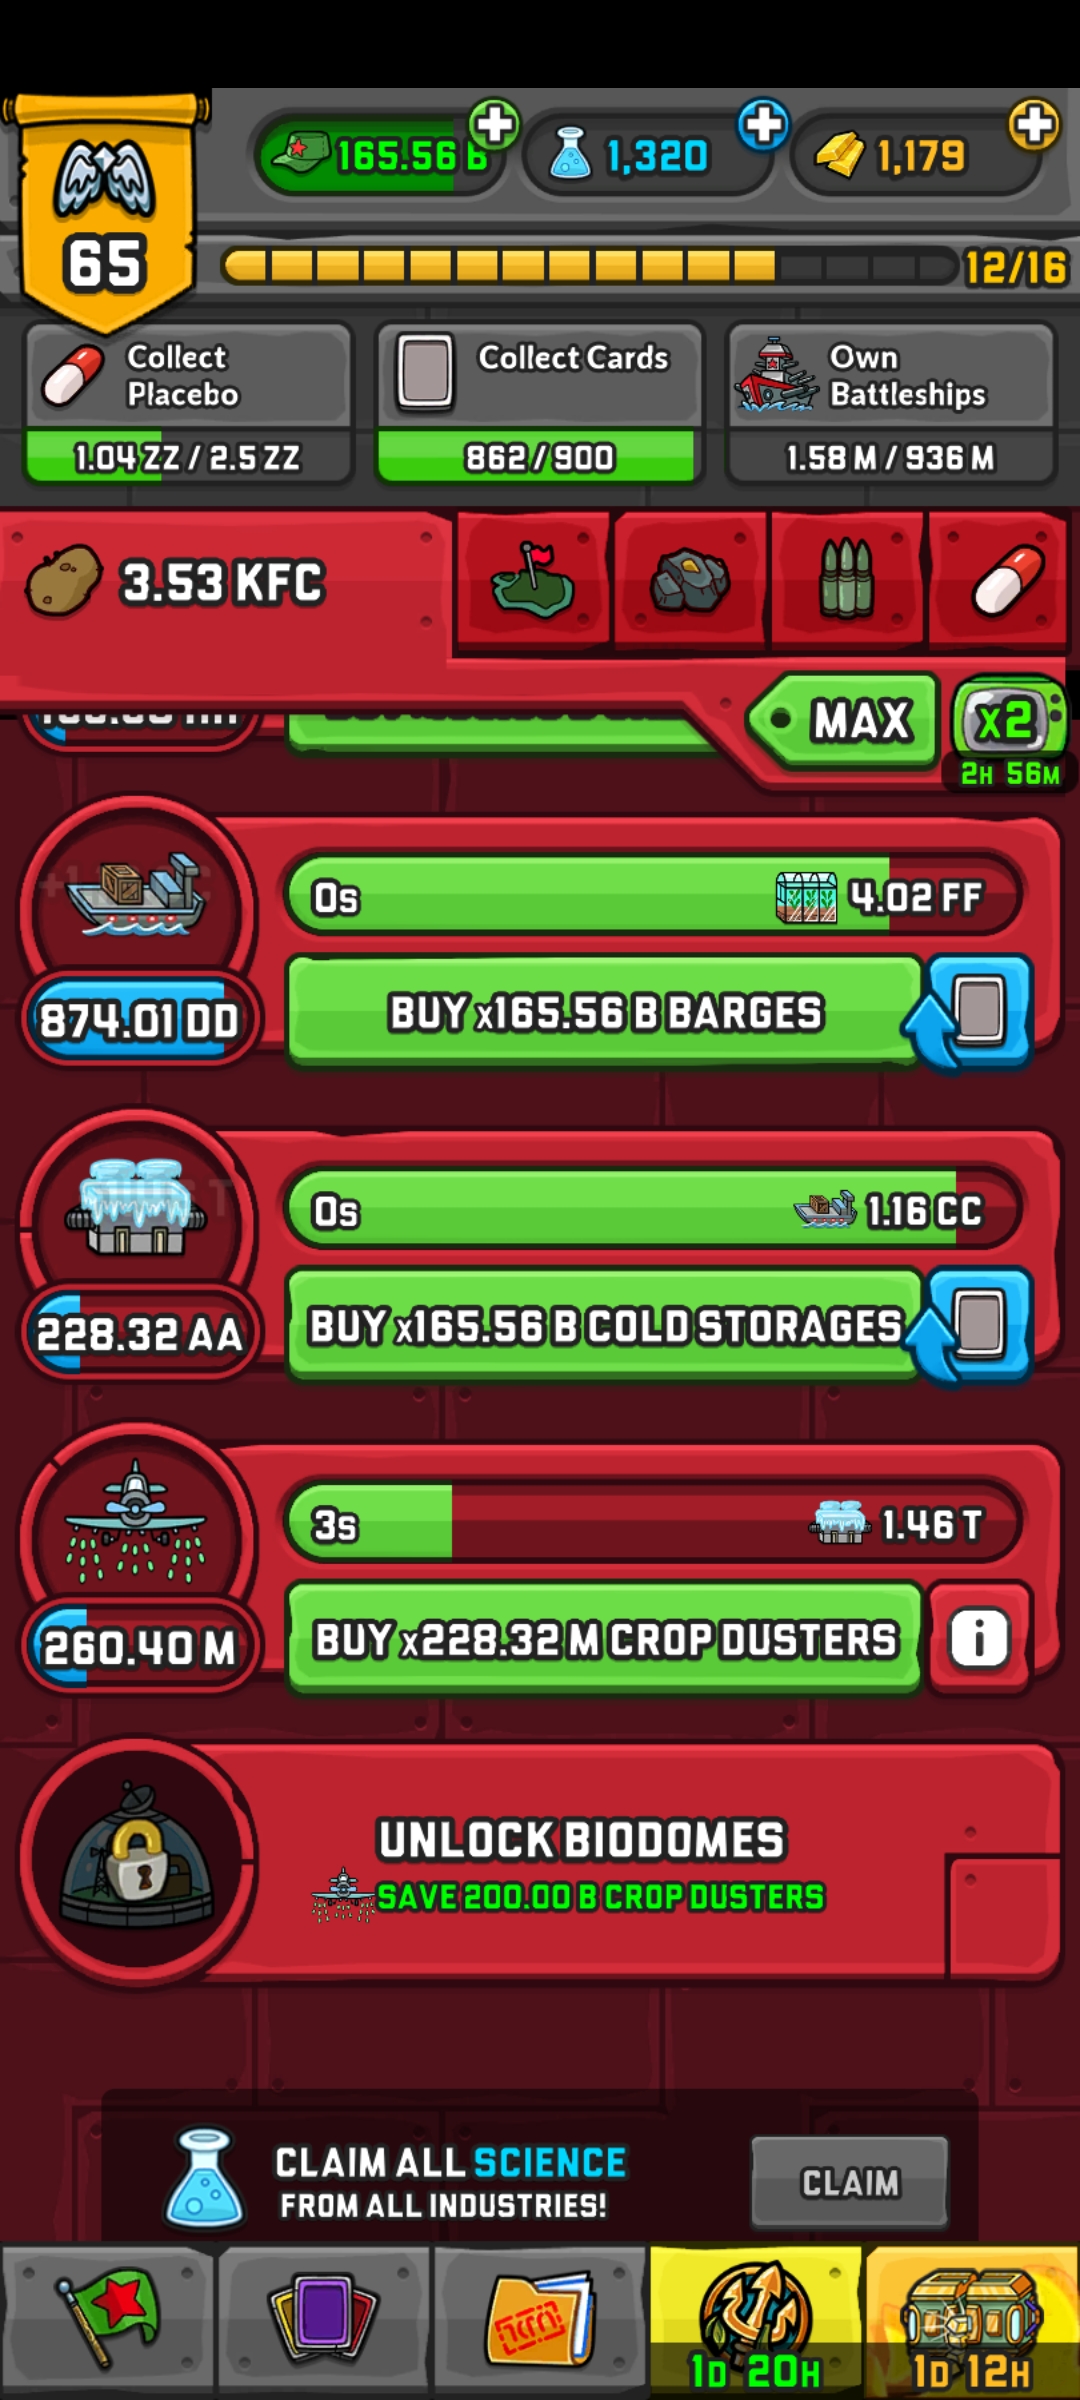 165.56 B
1,320
1,179
65
12/16
Collect
Placebo
1.04 ZZ / 2.5 ZZ
Collect Cards
862/900
Own
Battleships
1.58 M / 936 M
3.53 KFC
MAX
x2
2H 56M
0s
4.02 FF
874.01 DD
BUY x165.56 B BARGES
0s
1.16 CC
228.32 AA
BUY x165.56 B COLD STORAGES
3s
1.46 T
260.40 M
BUY x228.32 M CROP DUSTERS
i
UNLOCK BIODOMES
SAVE 200.00 B CROP DUSTERS
CLAIM ALL SCIENCE
FROM ALL INDUSTRIES!
CLAIM
1D 20H
1D 12H